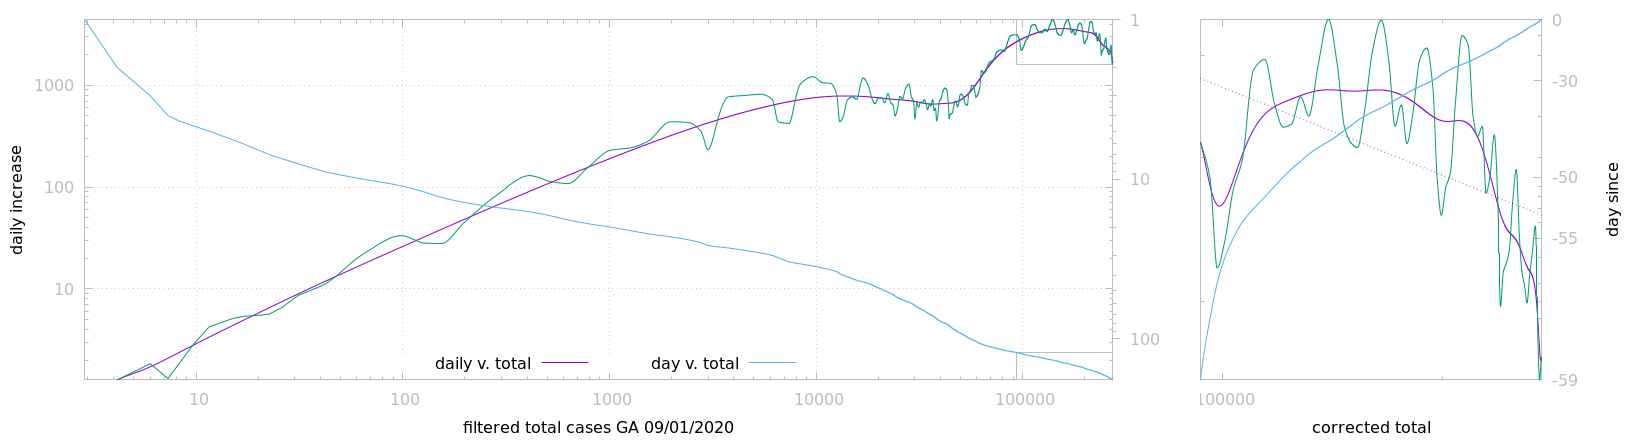 daily increase
1000
100
10
10
100
1000
10000
100000
1
10
100
daily v. total
day v. total
filtered total cases GA 09/01/2020
0
-30
-50
-55
-59
day since
100000
corrected total